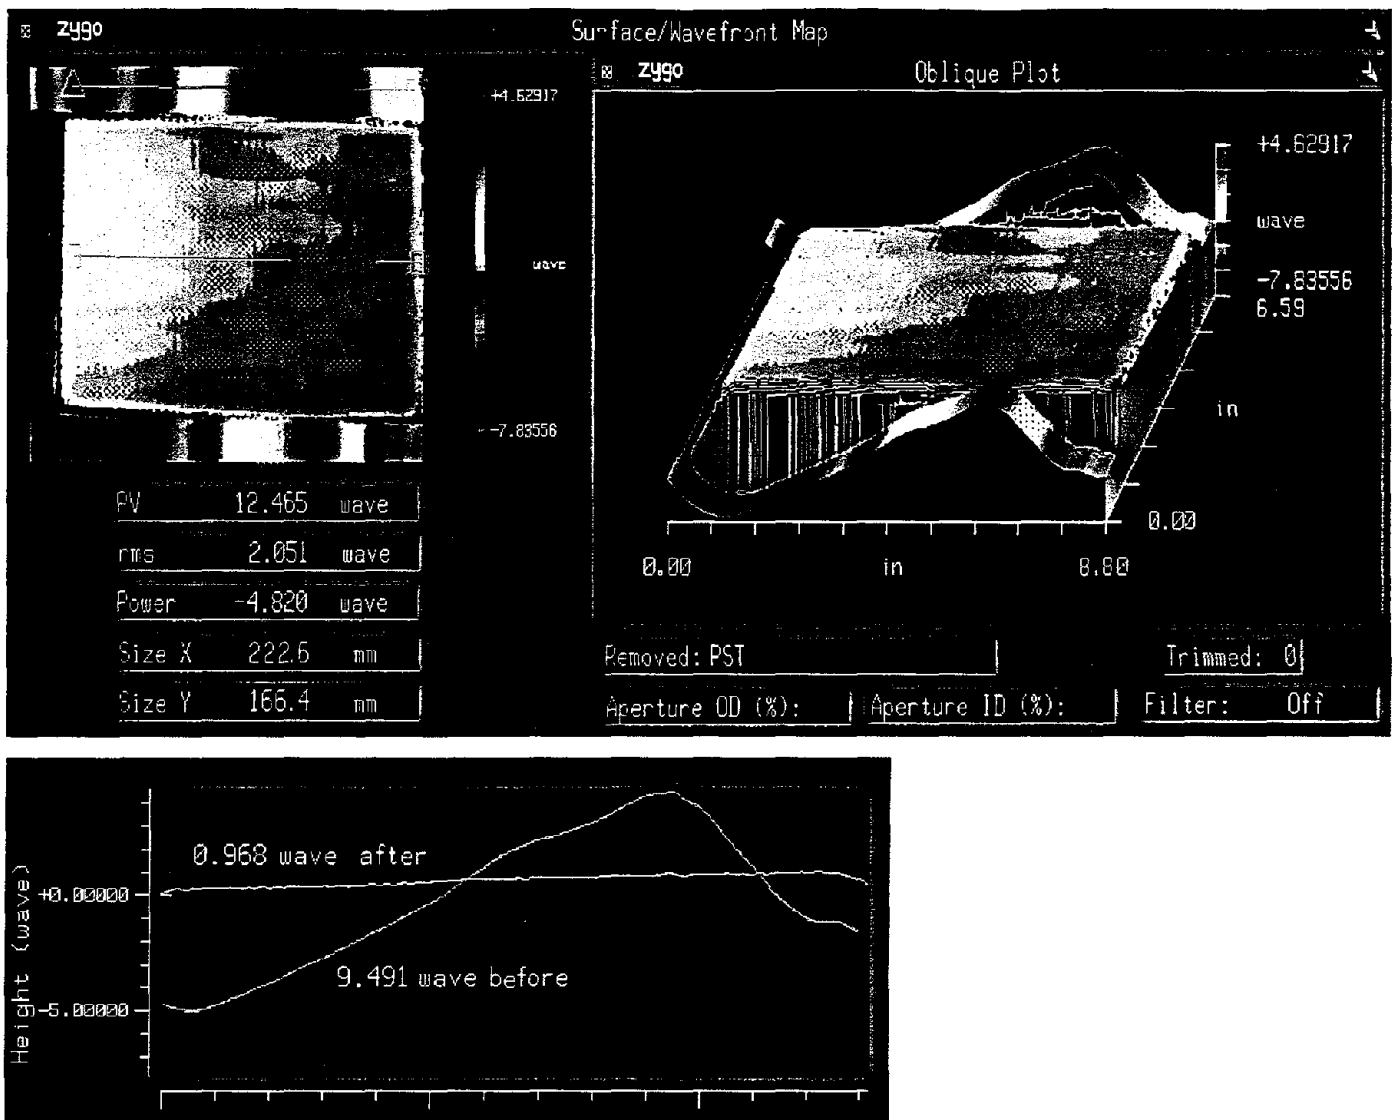 zygo
Surface/Wavefront Map
+4.62917
wave
-7.83556
PV 12.465 wave
rms 2.051 wave
Power -4.820 wave
Size X 222.6 mm
Size Y 166.4 mm
zygo
Oblique Plot
+4.62917
wave
-7.83556
6.59
in
0.00
0.00
in
8.80
Removed: PST
Trimmed: 0
Aperture OD (%):
Aperture ID (%):
Filter: Off
Height (wave)
+0.00000
-5.00000
0.968 wave after
9.491 wave before